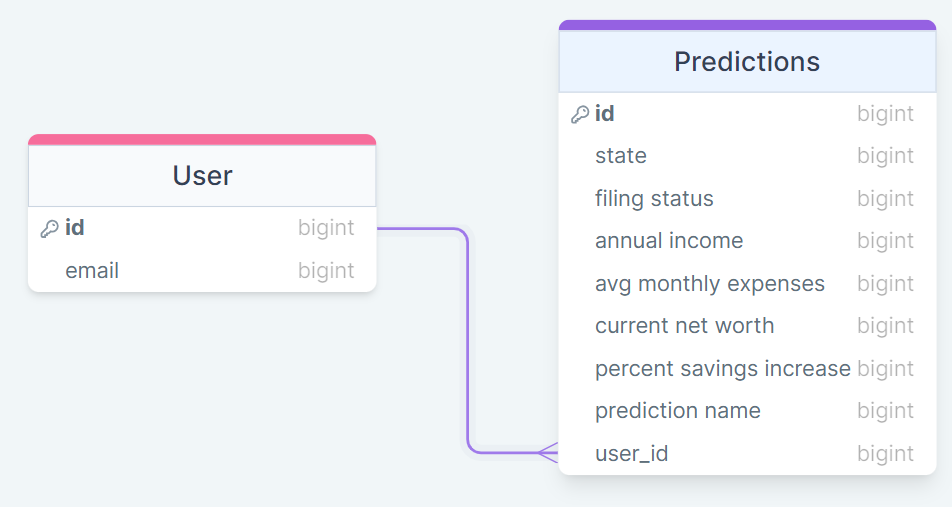 User
id bigint
email bigint
Predictions
id bigint
state bigint
filing status bigint
annual income bigint
avg monthly expenses bigint
current net worth bigint
percent savings increase bigint
prediction name bigint
user_id bigint